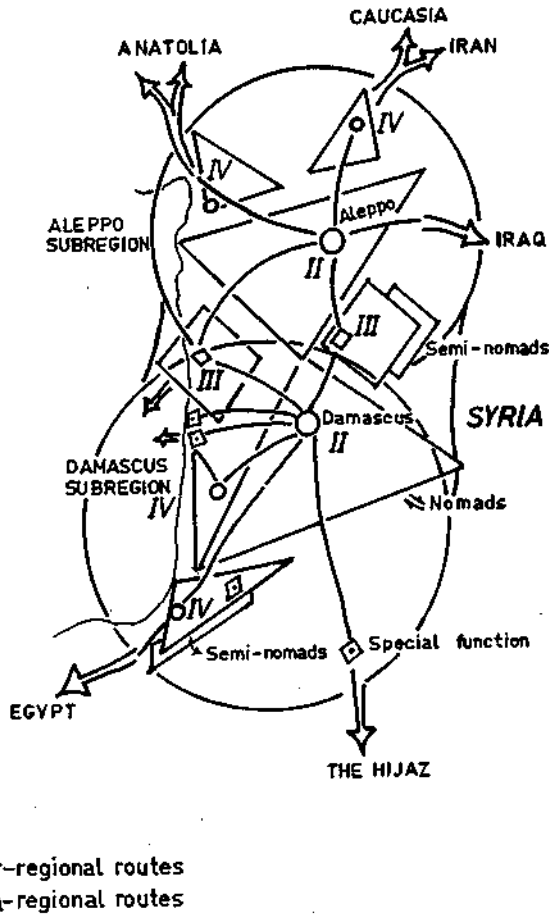 CAUCASIA
ANATOLIA
IRAN
IV
IV
Aleppo
ALEPPO
SUBREGION
II
IRAQ
III
III
Semi-nomads
Damascus
SYRIA
II
DAMASCUS
SUBREGION
IV
Nomads
IV
Semi-nomads
Special function
EGYPT
THE HIJAZ
-regional routes
-regional routes